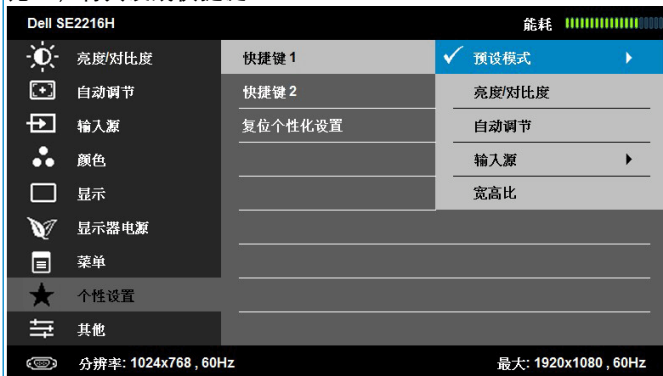 Dell SE2216H 能耗
亮度/对比度 快捷键 1 预设模式
自动调节 快捷键 2 亮度/对比度
输入源 复位个性化设置 自动调节
颜色 输入源
显示 宽高比
显示器电源
菜单
个性设置
其他
分辨率: 1024x768 , 60Hz 最大: 1920x1080 , 60Hz